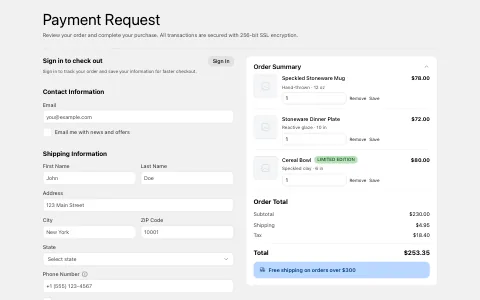 Payment Request
Review your order and complete your purchase. All transactions are secured with 256-bit SSL encryption.
Sign in to check out
Sign in
Sign in to track your order and save your information for faster checkout.
Contact Information
Email
you@example.com
Email me with news and offers
Shipping Information
First Name
Last Name
John
Doe
Address
123 Main Street
City
ZIP Code
New York
10001
State
Select state
Phone Number
+1 (555) 123-4567
Order Summary
Speckled Stoneware Mug
$78.00
Hand-thrown · 12 oz
1
Remove Save
Stoneware Dinner Plate
$72.00
Reactive glaze · 10 in
1
Remove Save
Cereal Bowl LIMITED EDITION
$80.00
Speckled clay · 6 in
1
Remove Save
Order Total
Subtotal
$230.00
Shipping
$4.95
Tax
$18.40
Total
$253.35
Free shipping on orders over $300